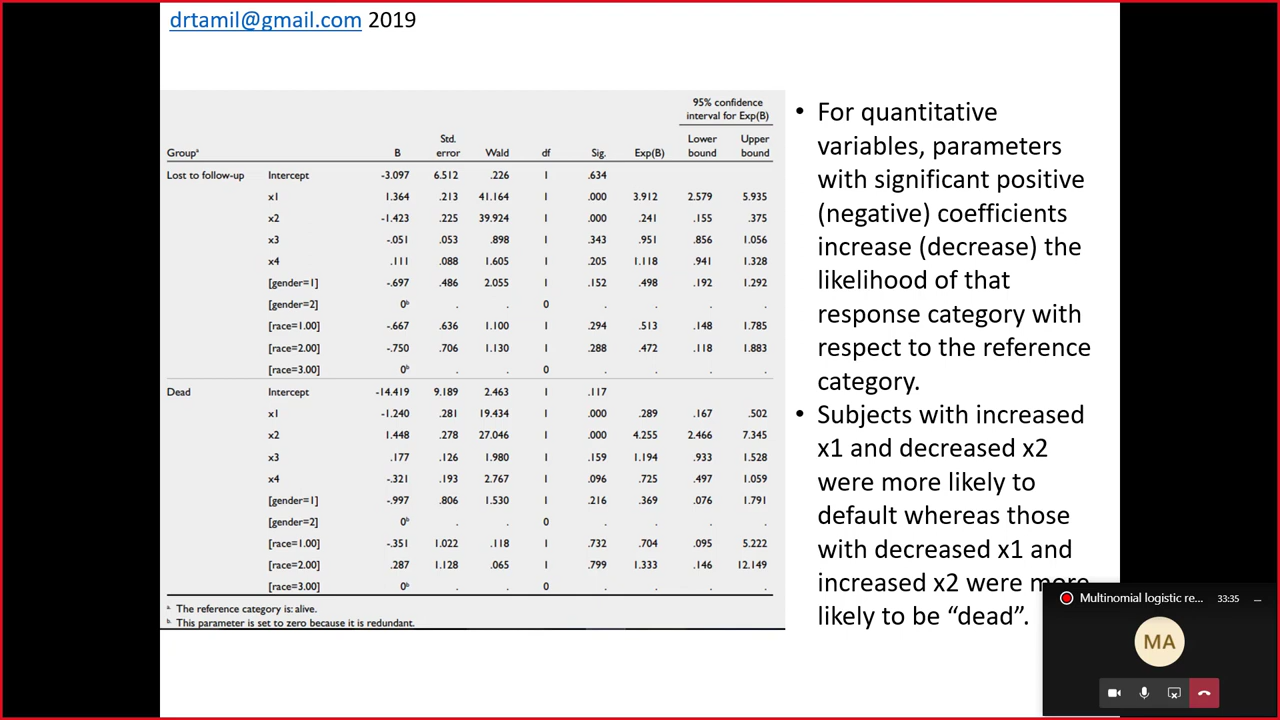 drtamil@gmail.com 2019
95% confidence
interval for Exp(B)
Groupᵃ B Std. error Wald df Sig. Exp(B) Lower bound Upper bound
Lost to follow-up Intercept -3.097 6.512 .226 1 .634
x1 1.364 .213 41.164 1 .000 3.912 2.579 5.935
x2 -1.423 .225 39.924 1 .000 .241 .155 .375
x3 -.051 .053 .898 1 .343 .951 .856 1.056
x4 .111 .088 1.605 1 .205 1.118 .941 1.328
[gender=1] -.697 .486 2.055 1 .152 .498 .192 1.292
[gender=2] 0ᵇ . . 0 . . . .
[race=1.00] -.667 .636 1.100 1 .294 .513 .148 1.785
[race=2.00] -.750 .706 1.130 1 .288 .472 .118 1.883
[race=3.00] 0ᵇ . . 0 . . . .
Dead Intercept -14.419 9.189 2.463 1 .117
x1 -1.240 .281 19.434 1 .000 .289 .167 .502
x2 1.448 .278 27.046 1 .000 4.255 2.466 7.345
x3 .177 .126 1.980 1 .159 1.194 .933 1.528
x4 -.321 .193 2.767 1 .096 .725 .497 1.059
[gender=1] -.997 .806 1.530 1 .216 .369 .076 1.791
[gender=2] 0ᵇ . . 0 . . . .
[race=1.00] -.351 1.022 .118 1 .732 .704 .095 5.222
[race=2.00] .287 1.128 .065 1 .799 1.333 .146 12.149
[race=3.00] 0ᵇ . . 0 . . . .
ᵃ. The reference category is: alive.
ᵇ. This parameter is set to zero because it is redundant.
• For quantitative
variables, parameters
with significant positive
(negative) coefficients
increase (decrease) the
likelihood of that
response category with
respect to the reference
category.
• Subjects with increased
x1 and decreased x2
were more likely to
default whereas those
with decreased x1 and
increased x2 were more
likely to be “dead”.
Multinomial logistic re... 33:35
MA